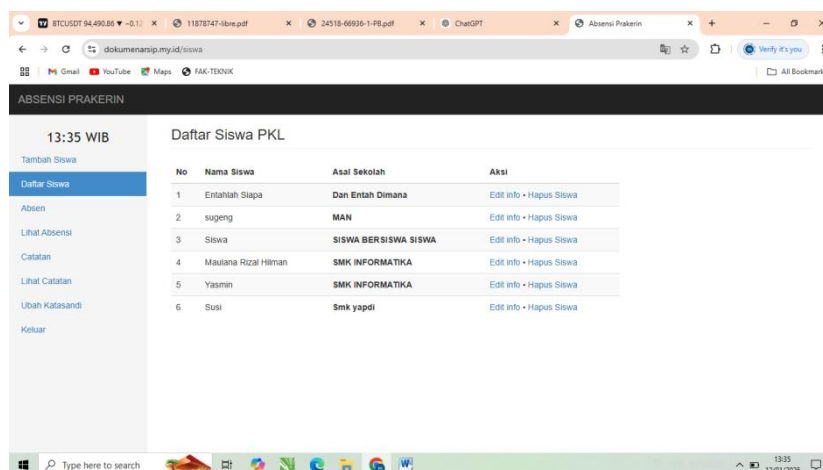 BTCUSDT 94,490.86 ▼ −0.1
11878747-libre.pdf
24518-66936-1-PB.pdf
ChatGPT
Absensi Prakerin
dokumenarsip.my.id/siswa
Verify it's you
Gmail
YouTube
Maps
FAK-TEKNIK
All Bookmark
ABSENSI PRAKERIN
13:35 WIB
Tambah Siswa
Daftar Siswa
Absen
Lihat Absensi
Catatan
Lihat Catatan
Ubah Katasandi
Keluar
Daftar Siswa PKL
No Nama Siswa Asal Sekolah Aksi
1 Entahlah Siapa Dan Entah Dimana Edit info • Hapus Siswa
2 sugeng MAN Edit info • Hapus Siswa
3 Siswa SISWA BERSISWA SISWA Edit info • Hapus Siswa
4 Maulana Rizal Hilman SMK INFORMATIKA Edit info • Hapus Siswa
5 Yasmin SMK INFORMATIKA Edit info • Hapus Siswa
6 Susi Smk yapdi Edit info • Hapus Siswa
Type here to search
13:35